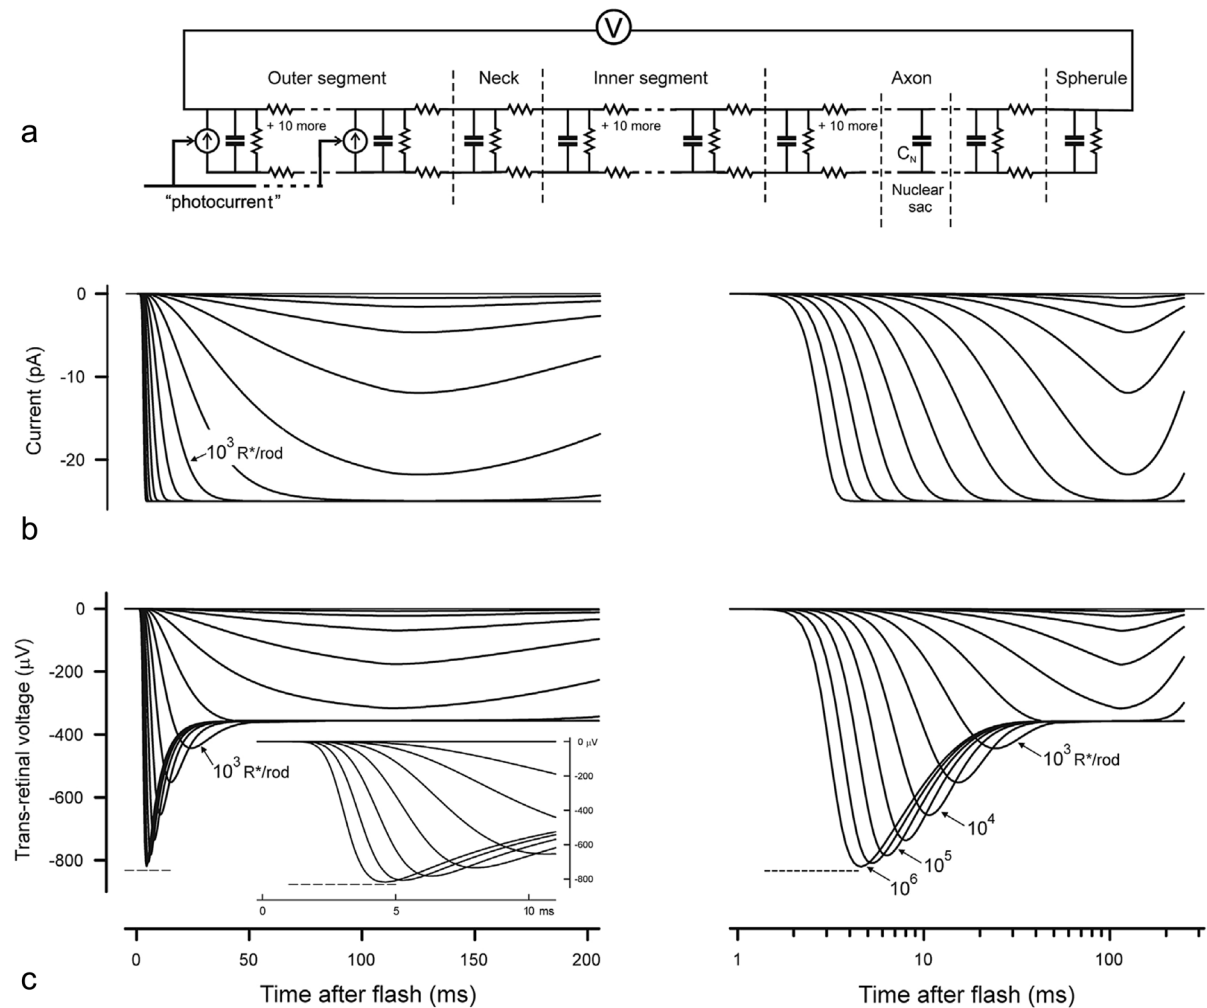 V
Outer segment Neck Inner segment Axon Spherule
a
+ 10 more + 10 more + 10 more
C_N
"photocurrent"
Nuclear
sac
b
Current (pA)
0
-10
-20
10^3 R*/rod
c
Trans-retinal voltage (μV)
0
-200
-400
-600
-800
10^3 R*/rod
0 μV
-200
-400
-600
-800
0 5 10 ms
10^3 R*/rod
10^4
10^5
10^6
0 50 100 150 200
Time after flash (ms)
1 10 100
Time after flash (ms)